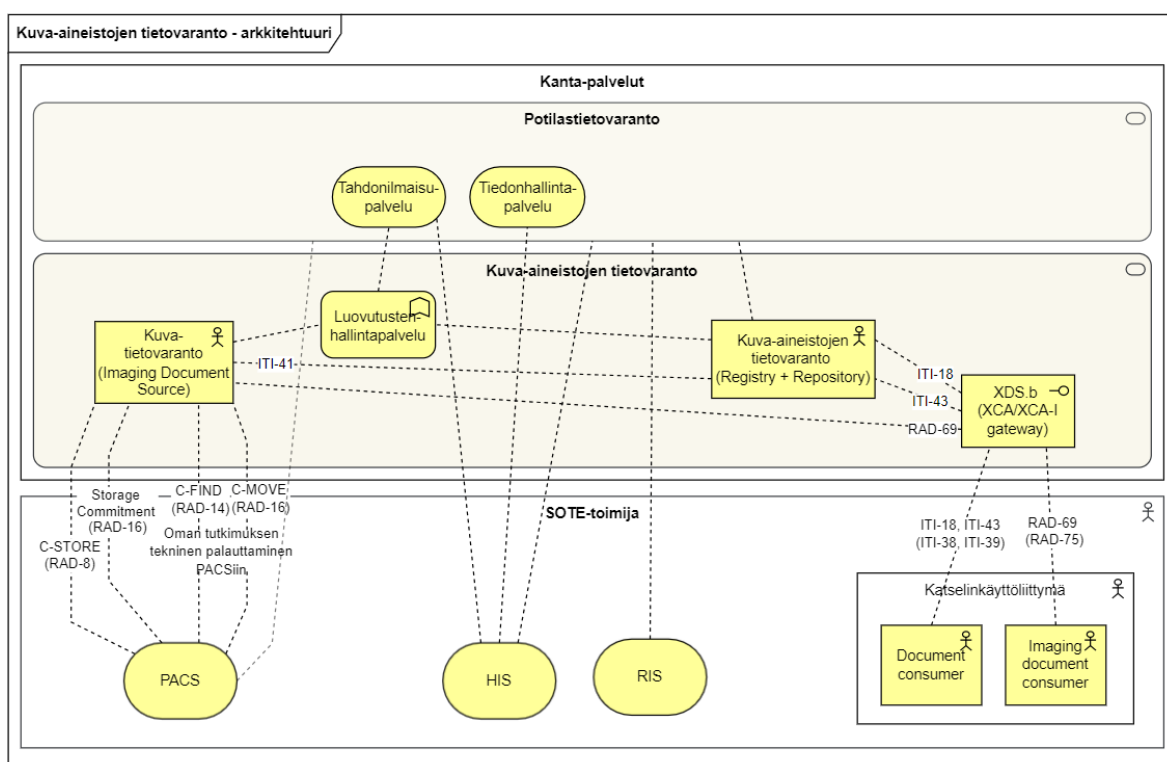 Kuva-aineistojen tietovaranto - arkkitehtuuri
Kanta-palvelut
Potilastietovaranto
Tahdonilmaisu-
palvelu
Tiedonhallinta-
palvelu
Kuva-aineistojen tietovaranto
Luovutusten-
hallintapalvelu
Kuva-
tietovaranto
(Imaging Document
Source)
ITI-41
Kuva-aineistojen
tietovaranto
(Registry + Repository)
ITI-18
ITI-43
RAD-69
XDS.b
(XCA/XCA-I
gateway)
C-STORE
(RAD-8)
Storage
Commitment
(RAD-16)
C-FIND
(RAD-14)
C-MOVE
(RAD-16)
Oman tutkimuksen
tekninen palauttaminen
PACSiin
SOTE-toimija
ITI-18, ITI-43
(ITI-38, ITI-39)
RAD-69
(RAD-75)
Katselinkäyttöliittymä
Document
consumer
Imaging
document
consumer
PACS
HIS
RIS